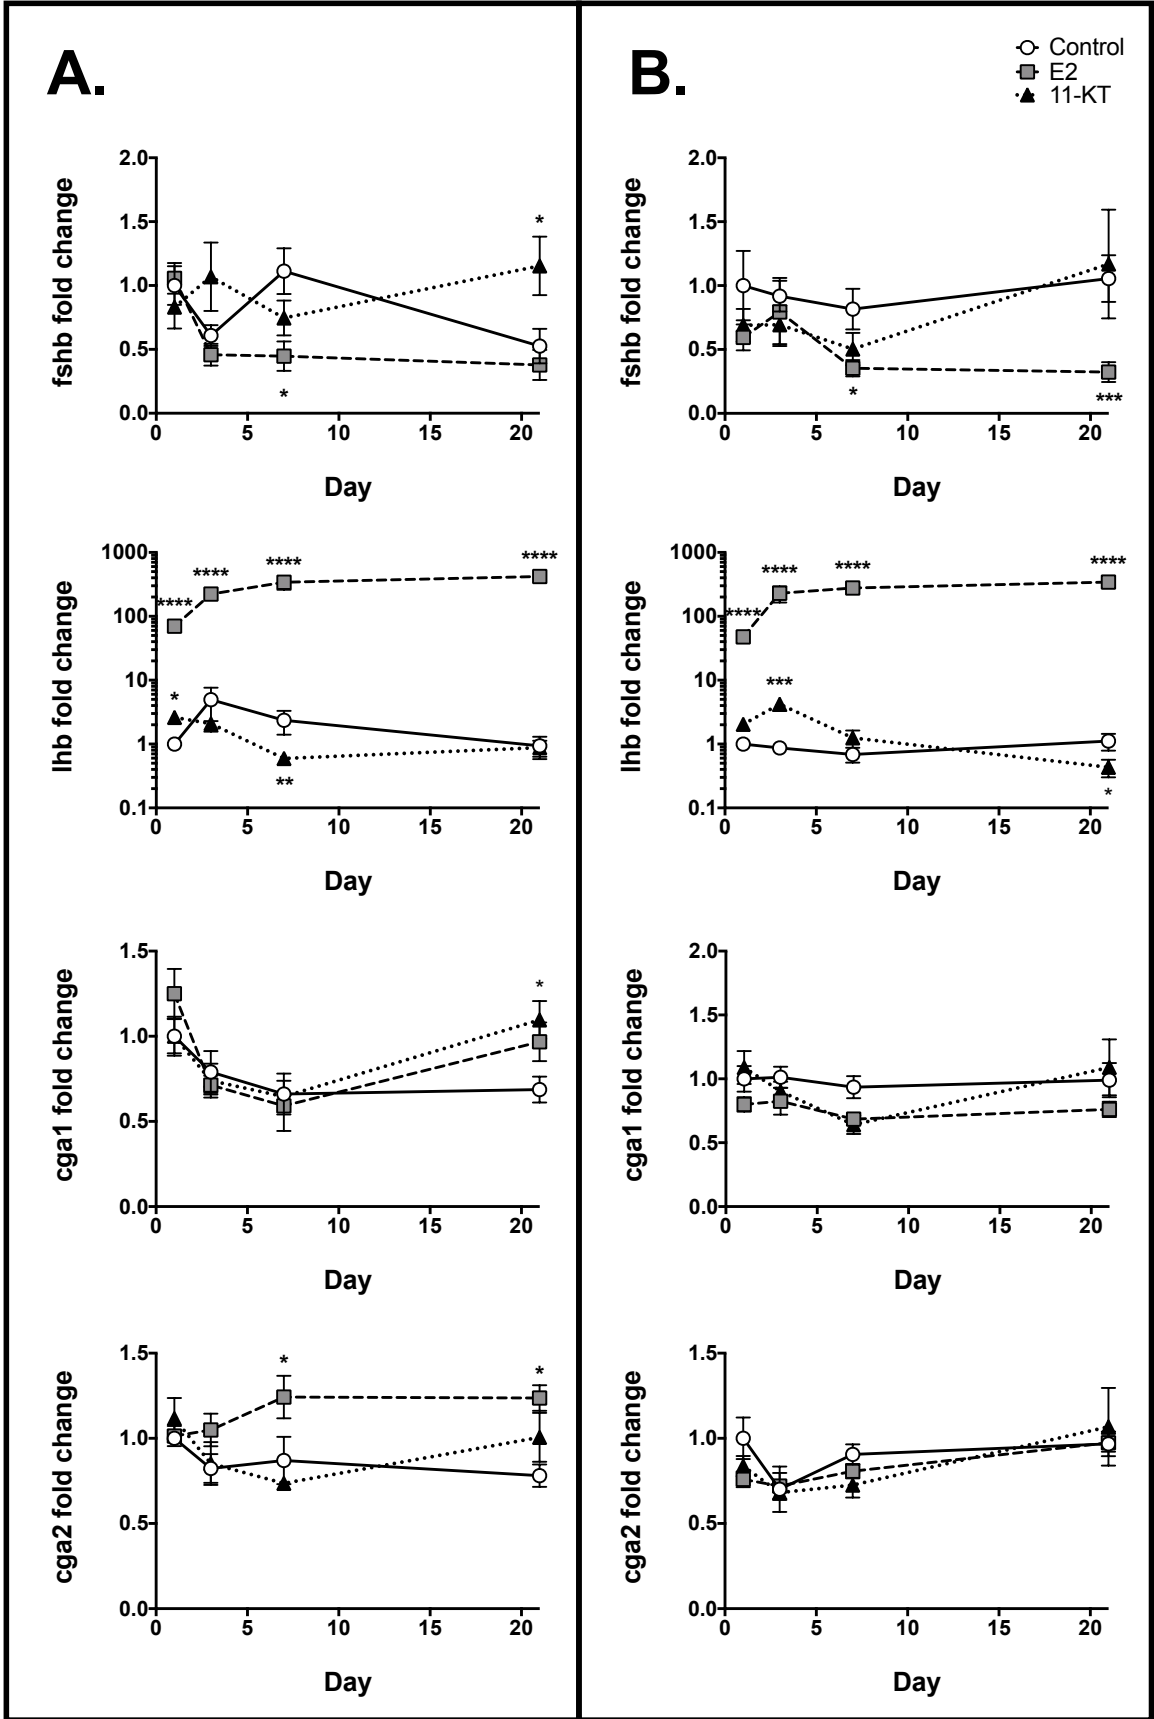 A.
B.
Control
E2
11-KT
fshb fold change
2.0
1.5
1.0
0.5
0.0
*
*
0 5 10 15 20
Day
fshb fold change
2.0
1.5
1.0
0.5
0.0
*
***
0 5 10 15 20
Day
lhb fold change
1000
100
10
1
0.1
****
****
****
****
*
**
0 5 10 15 20
Day
lhb fold change
1000
100
10
1
0.1
****
****
****
****
***
*
0 5 10 15 20
Day
cga1 fold change
1.5
1.0
0.5
0.0
*
0 5 10 15 20
Day
cga1 fold change
2.0
1.5
1.0
0.5
0.0
0 5 10 15 20
Day
cga2 fold change
1.5
1.0
0.5
0.0
*
*
0 5 10 15 20
Day
cga2 fold change
1.5
1.0
0.5
0.0
0 5 10 15 20
Day